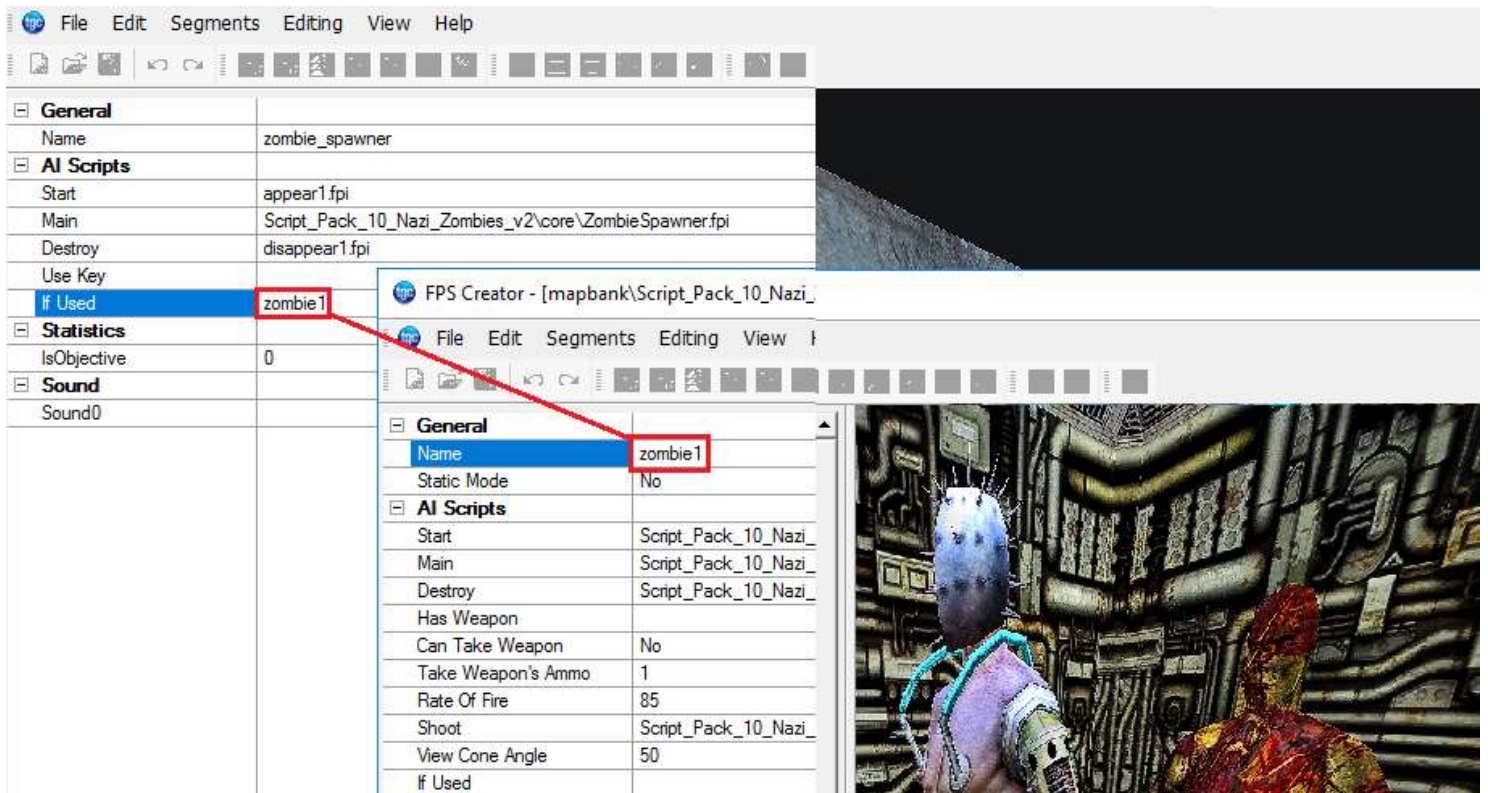 File Edit Segments Editing View Help
General
Name zombie_spawner
AI Scripts
Start appear1.fpi
Main Script_Pack_10_Nazi_Zombies_v2\core\ZombieSpawner.fpi
Destroy disappear1.fpi
Use Key
If Used zombie1
Statistics
IsObjective 0
Sound
Sound0
FPS Creator - [mapbank\Script_Pack_10_Nazi_
File Edit Segments Editing View
General
Name zombie1
Static Mode No
AI Scripts
Start Script_Pack_10_Nazi_
Main Script_Pack_10_Nazi_
Destroy Script_Pack_10_Nazi_
Has Weapon
Can Take Weapon No
Take Weapon's Ammo 1
Rate Of Fire 85
Shoot Script_Pack_10_Nazi_
View Cone Angle 50
If Used